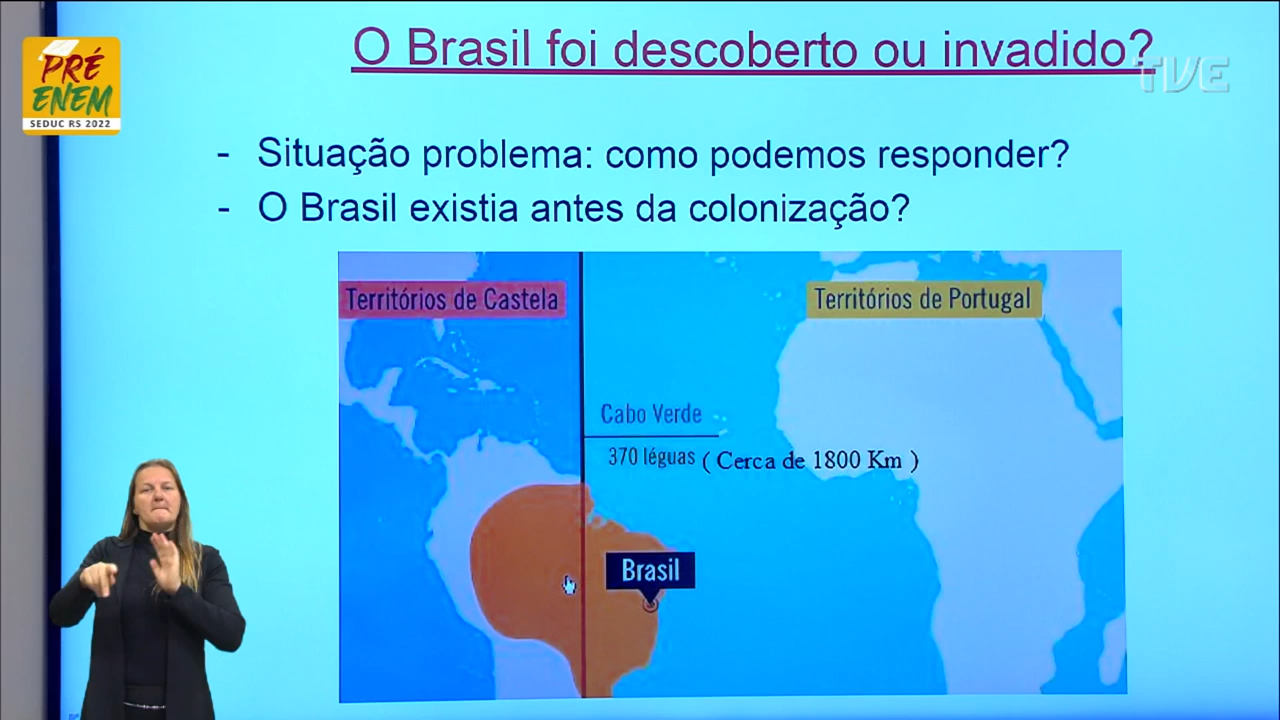 O Brasil foi descoberto ou invadido?
TVE
PRÉ
ENEM
SEDUC RS 2022
- Situação problema: como podemos responder?
- O Brasil existia antes da colonização?
Territórios de Castela
Territórios de Portugal
Cabo Verde
370 léguas ( Cerca de 1800 Km )
Brasil